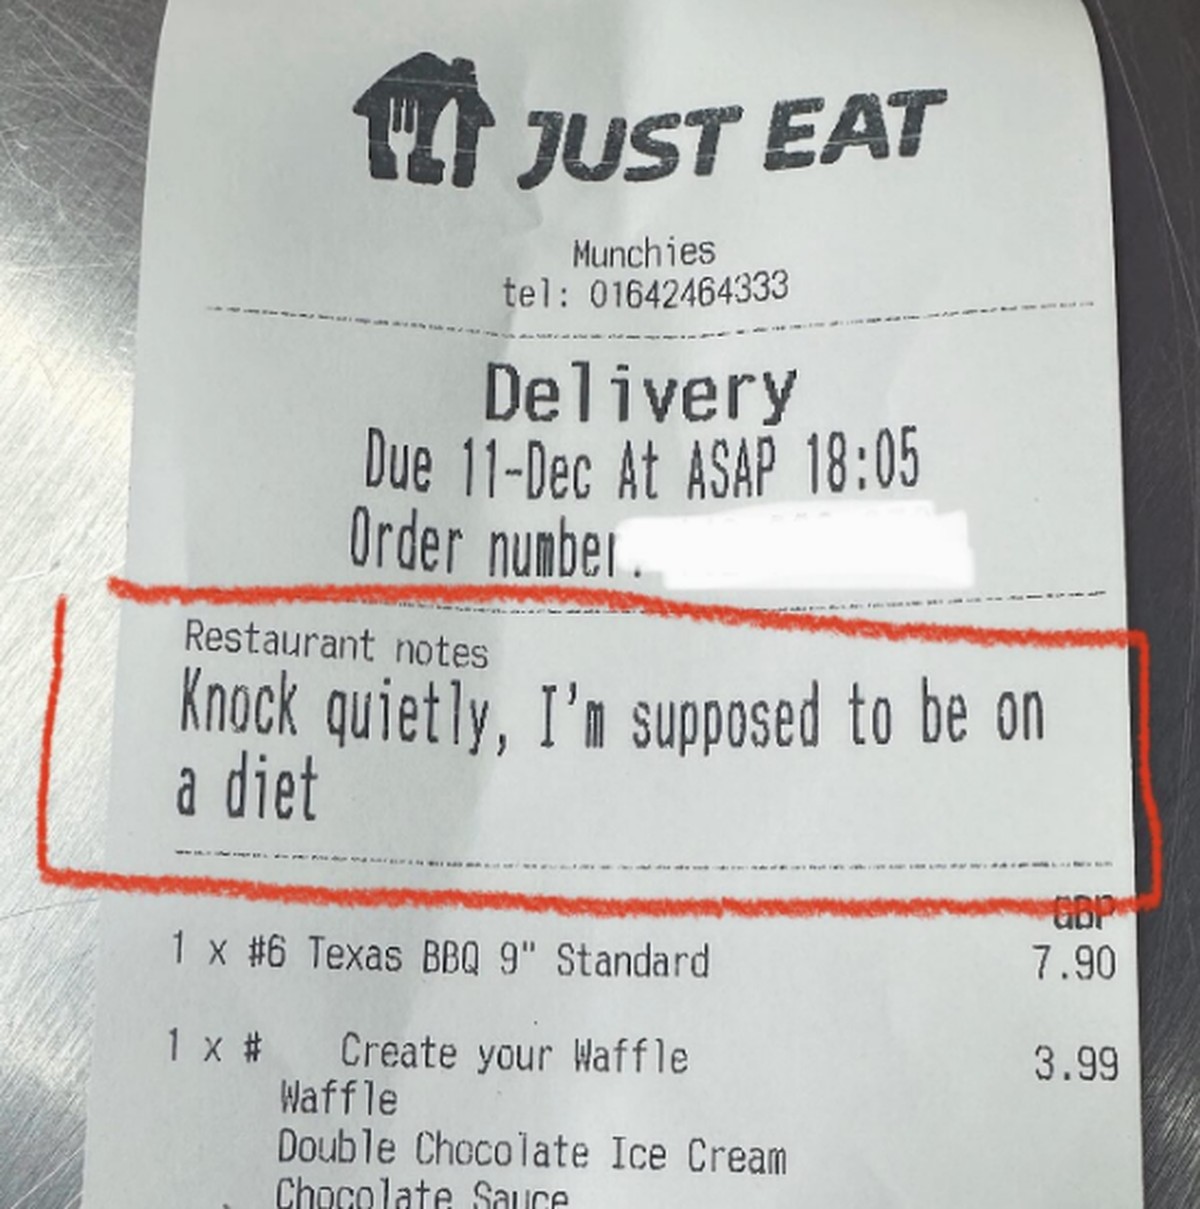 JUST EAT
Munchies
tel: 01642464333
Delivery
Due 11-Dec At ASAP 18:05
Order number:
Restaurant notes
Knock quietly, I'm supposed to be on
a diet
GBP
1 x #6 Texas BBQ 9" Standard 7.90
1 x # Create your Waffle 3.99
Waffle
Double Chocolate Ice Cream
Chocolate Sauce